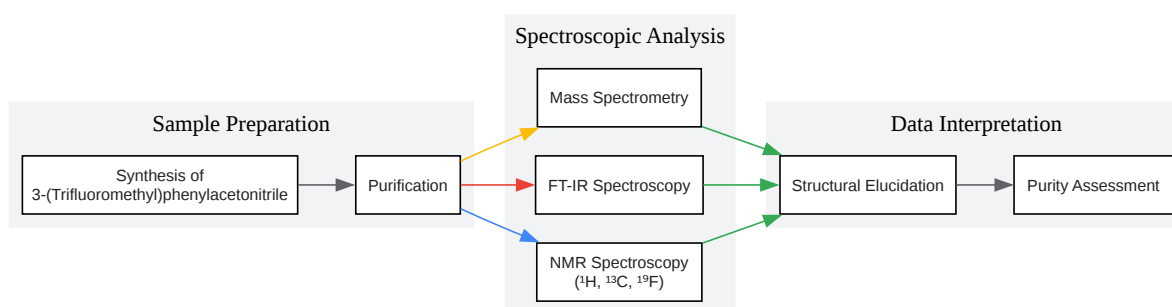 Spectroscopic Analysis
Mass Spectrometry
Sample Preparation
Data Interpretation
Synthesis of
3-(Trifluoromethyl)phenylacetonitrile
Purification
FT-IR Spectroscopy
Structural Elucidation
Purity Assessment
NMR Spectroscopy
(¹H, ¹³C, ¹⁹F)